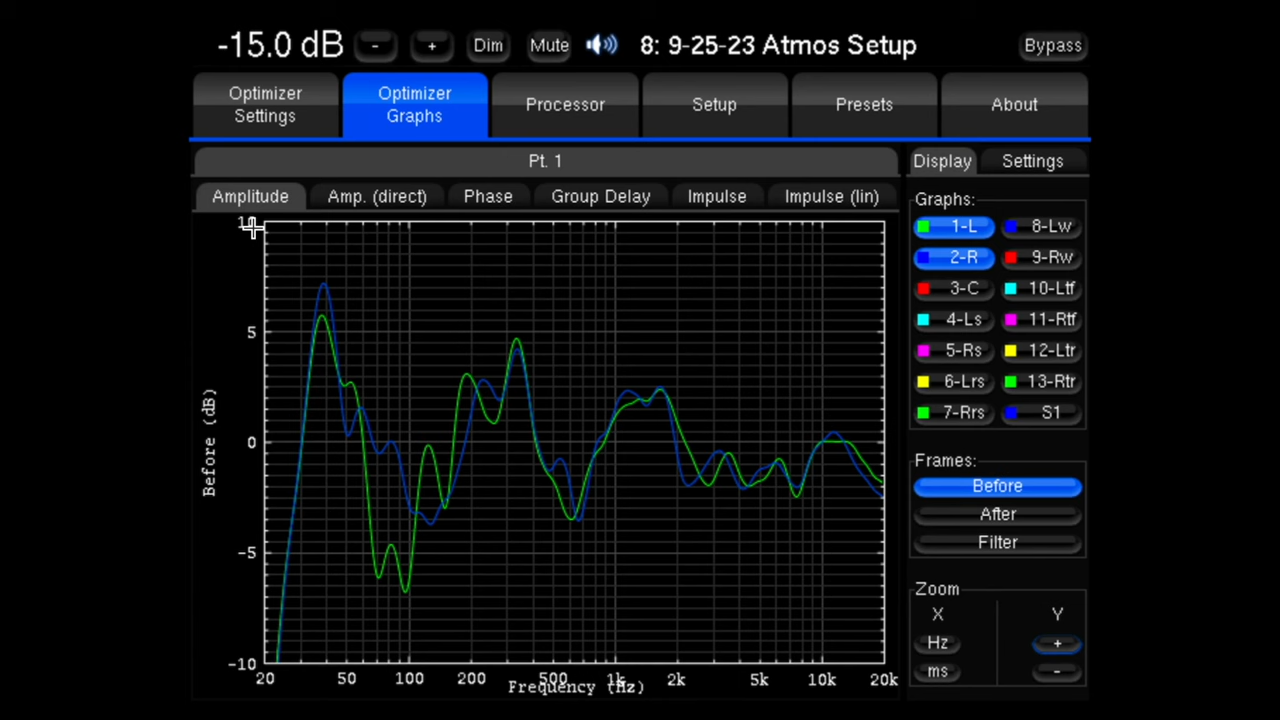 -15.0 dB - + Dim Mute 8: 9-25-23 Atmos Setup Bypass
Optimizer Settings
Optimizer Graphs
Processor
Setup
Presets
About
Pt. 1
Display Settings
Amplitude Amp. (direct) Phase Group Delay Impulse Impulse (lin)
Graphs:
1-L 8-Lw
2-R 9-Rw
3-C 10-Ltf
4-Ls 11-Rtf
5-Rs 12-Ltr
6-Lrs 13-Rtr
7-Rrs S1
Frames:
Before
After
Filter
Zoom
X Y
Hz +
ms -
Before (dB)
10
5
0
-5
-10
20 50 100 200 500 1k 2k 5k 10k 20k
Frequency (Hz)